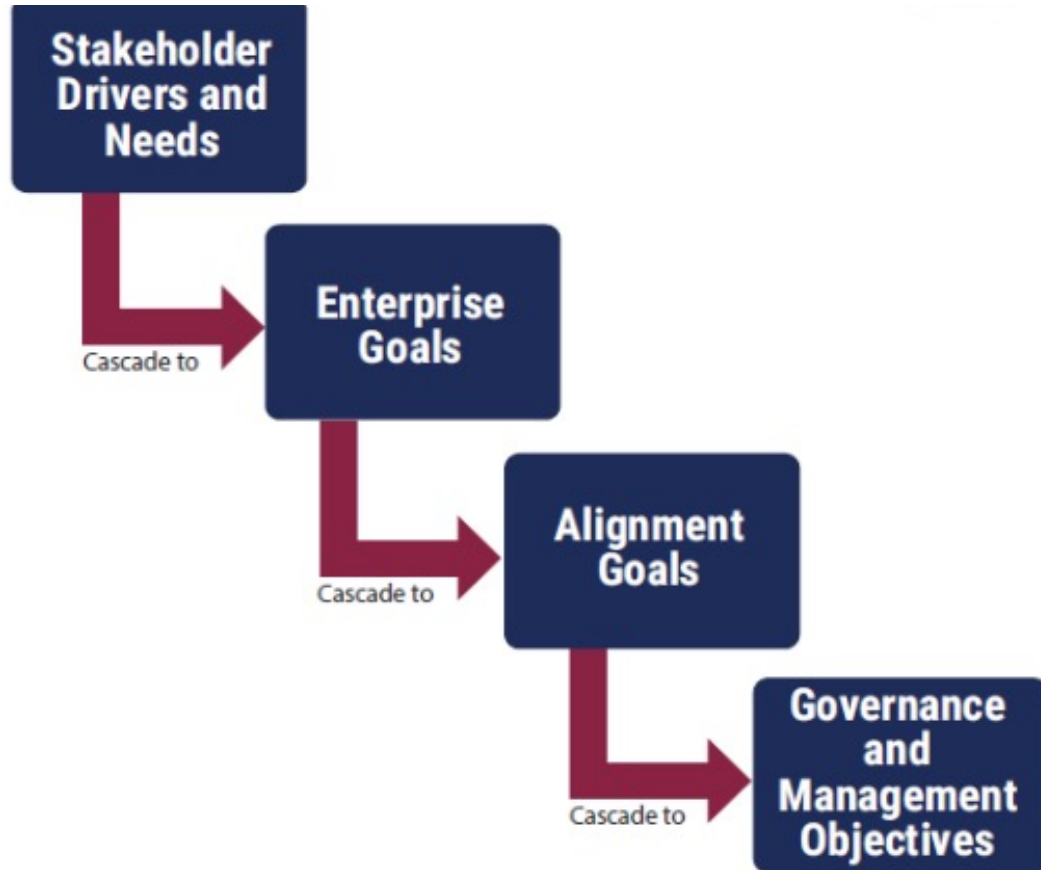 Stakeholder
Drivers and
Needs
Cascade to
Enterprise
Goals
Cascade to
Alignment
Goals
Cascade to
Governance
and
Management
Objectives